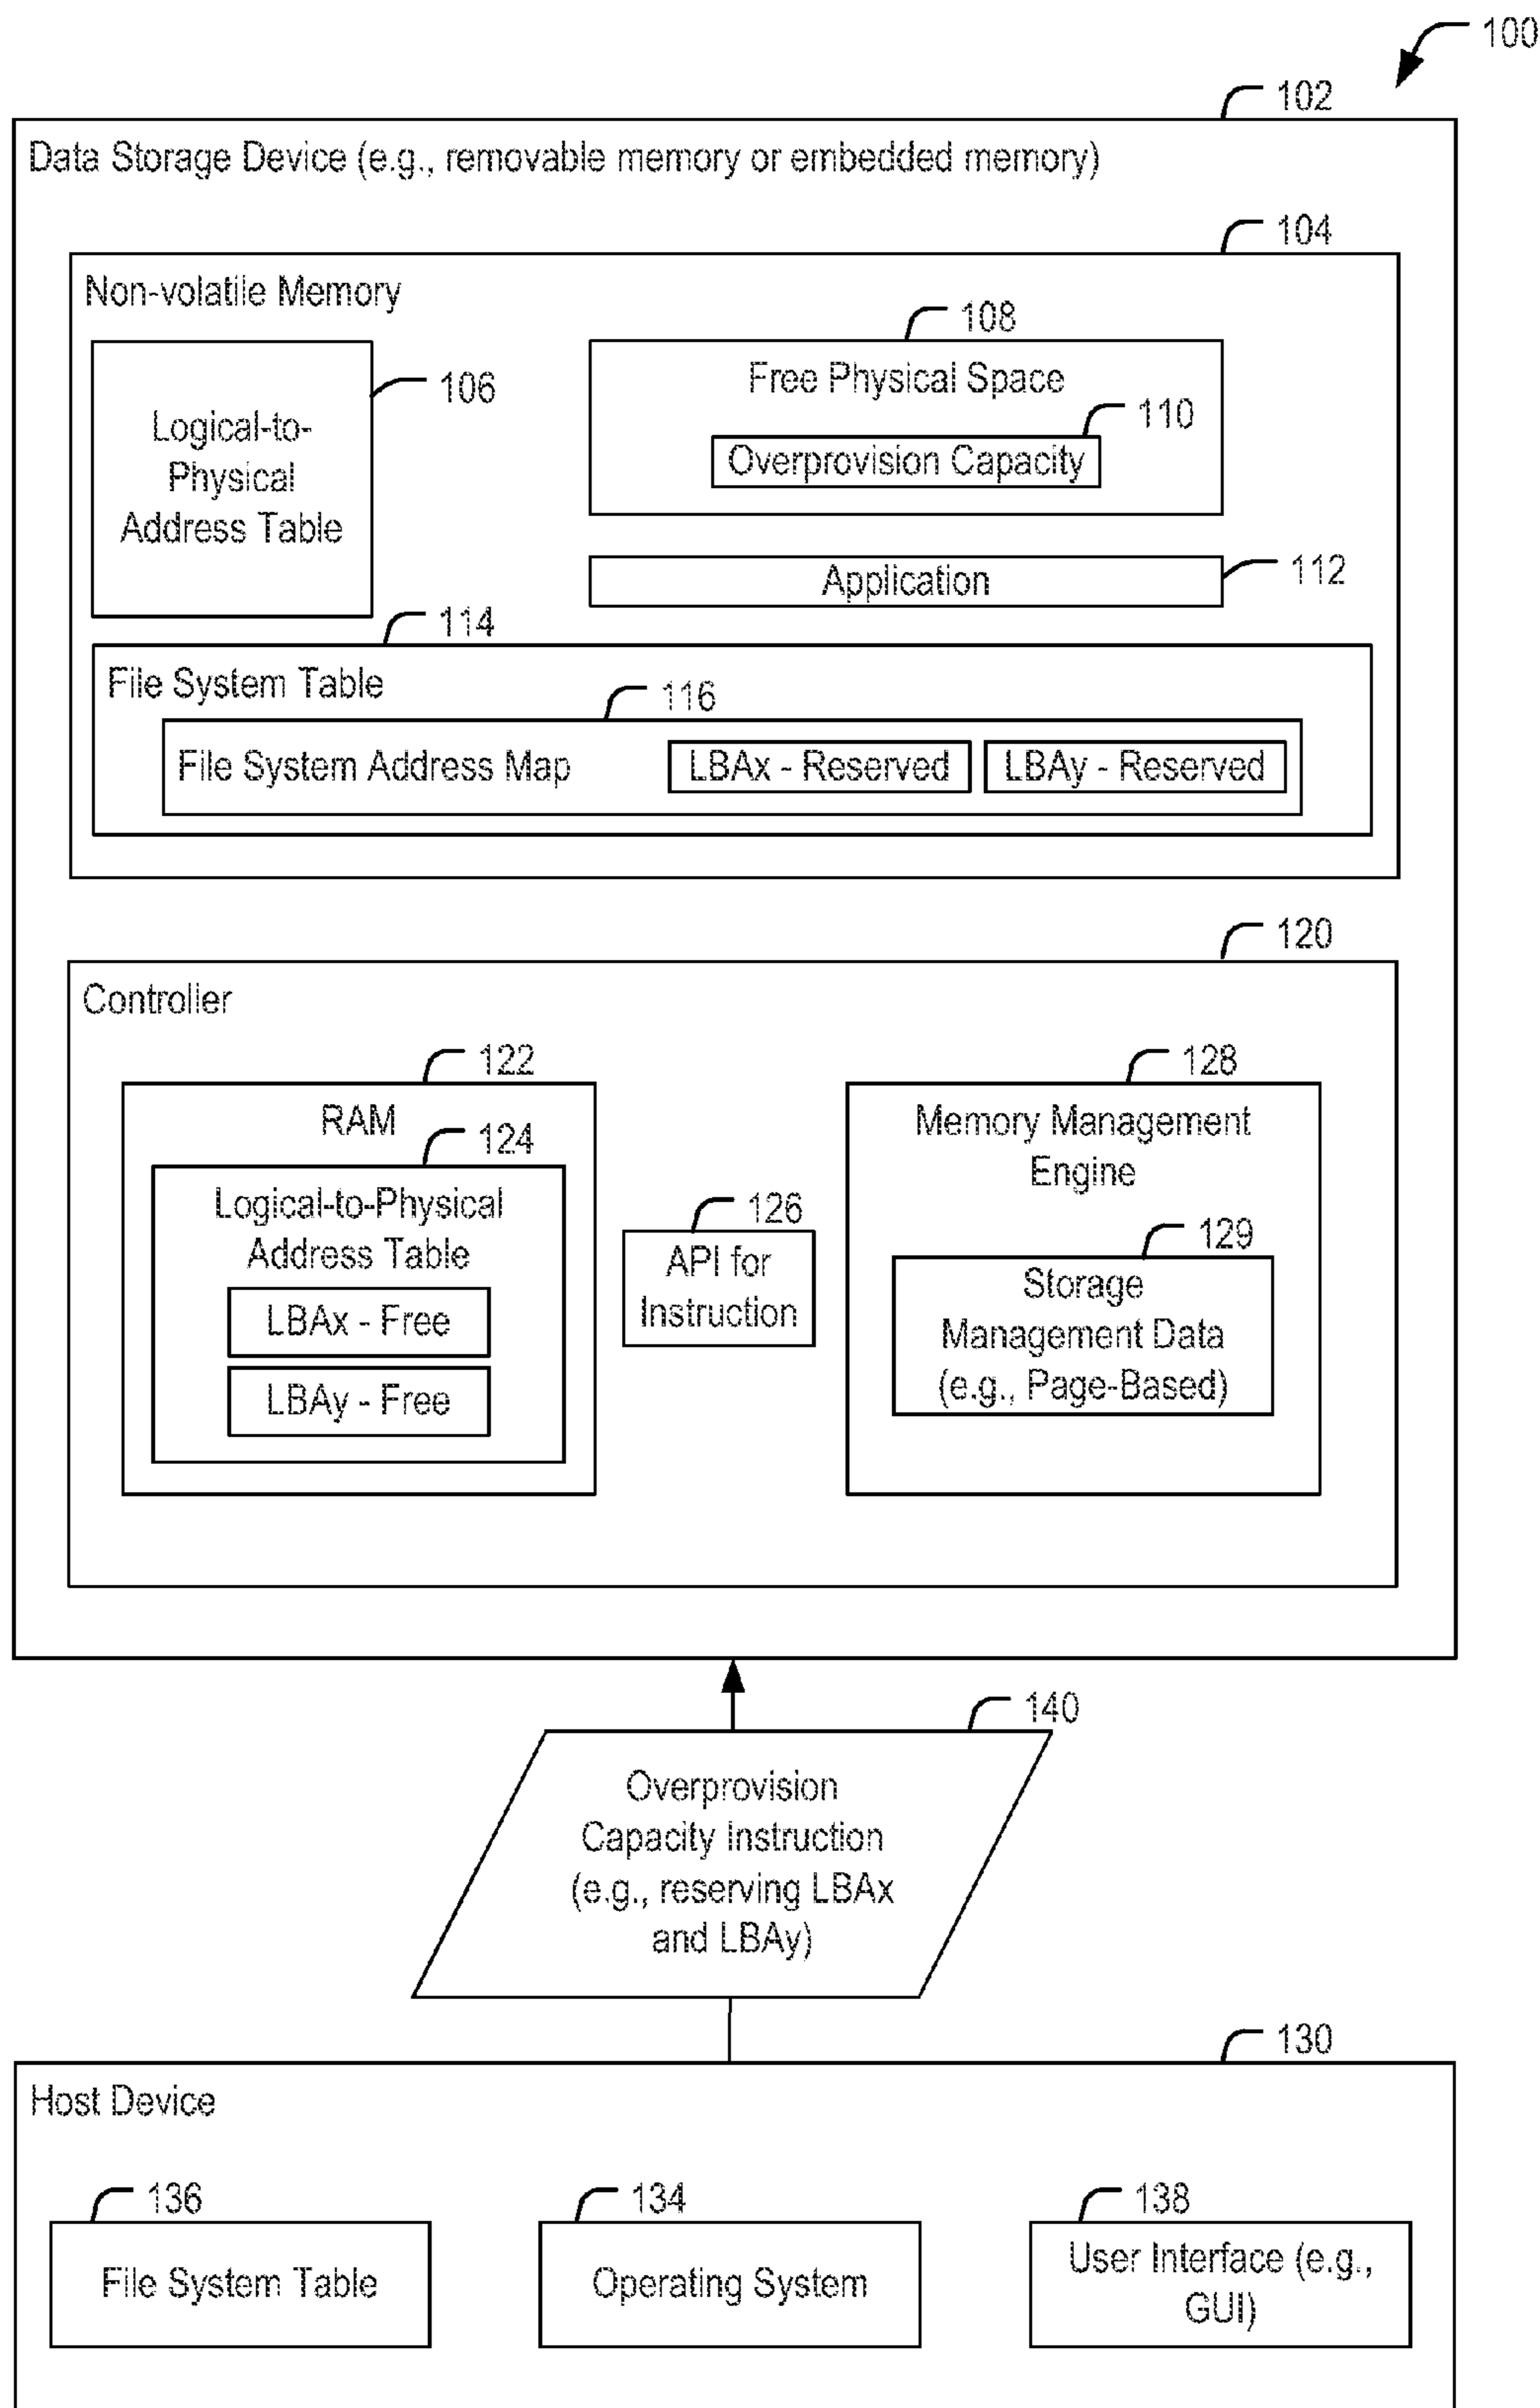 100
102
Data Storage Device (e.g., removable memory or embedded memory)
104
Non-volatile Memory
108
Free Physical Space
106
110
Logical-to-
Physical
Address Table
Overprovision Capacity
Application
112
114
File System Table
116
File System Address Map
LBAx - Reserved
LBAy - Reserved
120
Controller
122
RAM
124
Logical-to-Physical
Address Table
LBAx - Free
LBAy - Free
126
API for
Instruction
128
Memory Management
Engine
129
Storage
Management Data
(e.g., Page-Based)
140
Overprovision
Capacity Instruction
(e.g., reserving LBAx
and LBAy)
130
Host Device
136
File System Table
134
Operating System
138
User Interface (e.g.,
GUI)